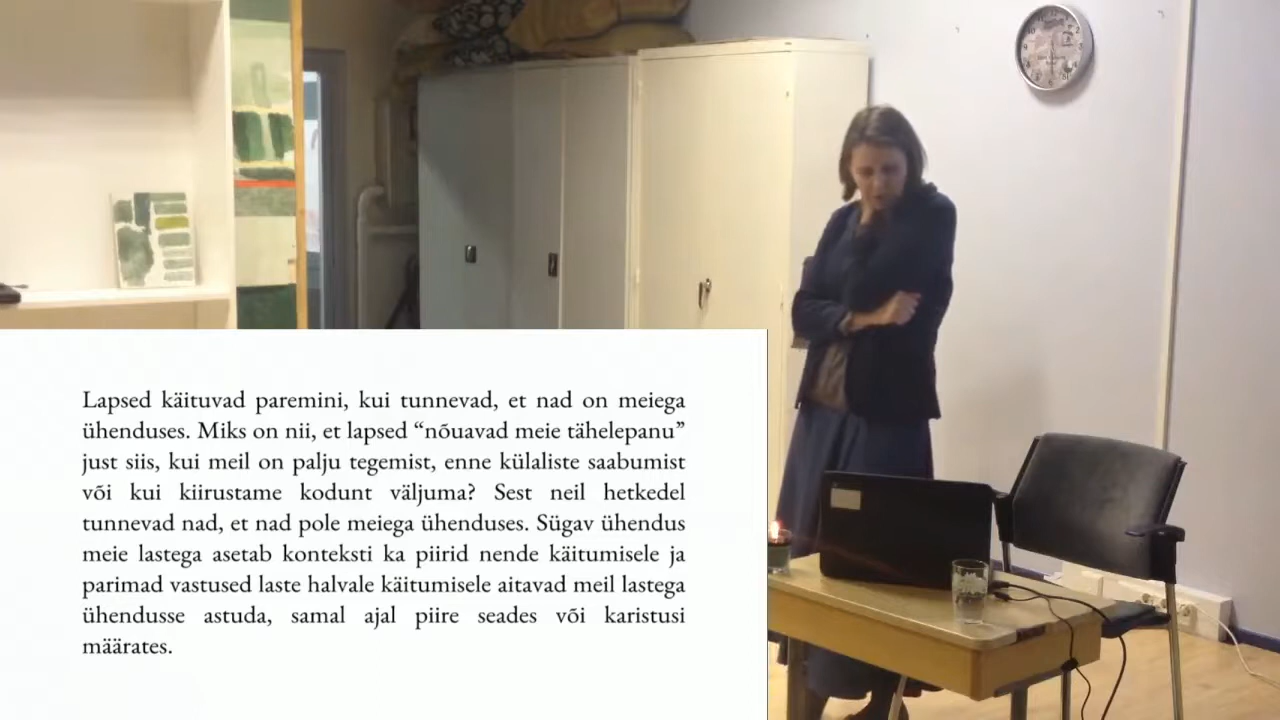 Lapsed käituvad paremini, kui tunnevad, et nad on meiega
ühenduses. Miks on nii, et lapsed “nõuavad meie tähelepanu”
just siis, kui meil on palju tegemist, enne külaliste saabumist
või kui kiirustame kodunt väljuma? Sest neil hetkedel
tunnevad nad, et nad pole meiega ühenduses. Sügav ühendus
meie lastega asetab konteksti ka piirid nende käitumisele ja
parimad vastused laste halvale käitumisele aitavad meil lastega
ühendusse astuda, samal ajal piire seades või karistusi
määrates.